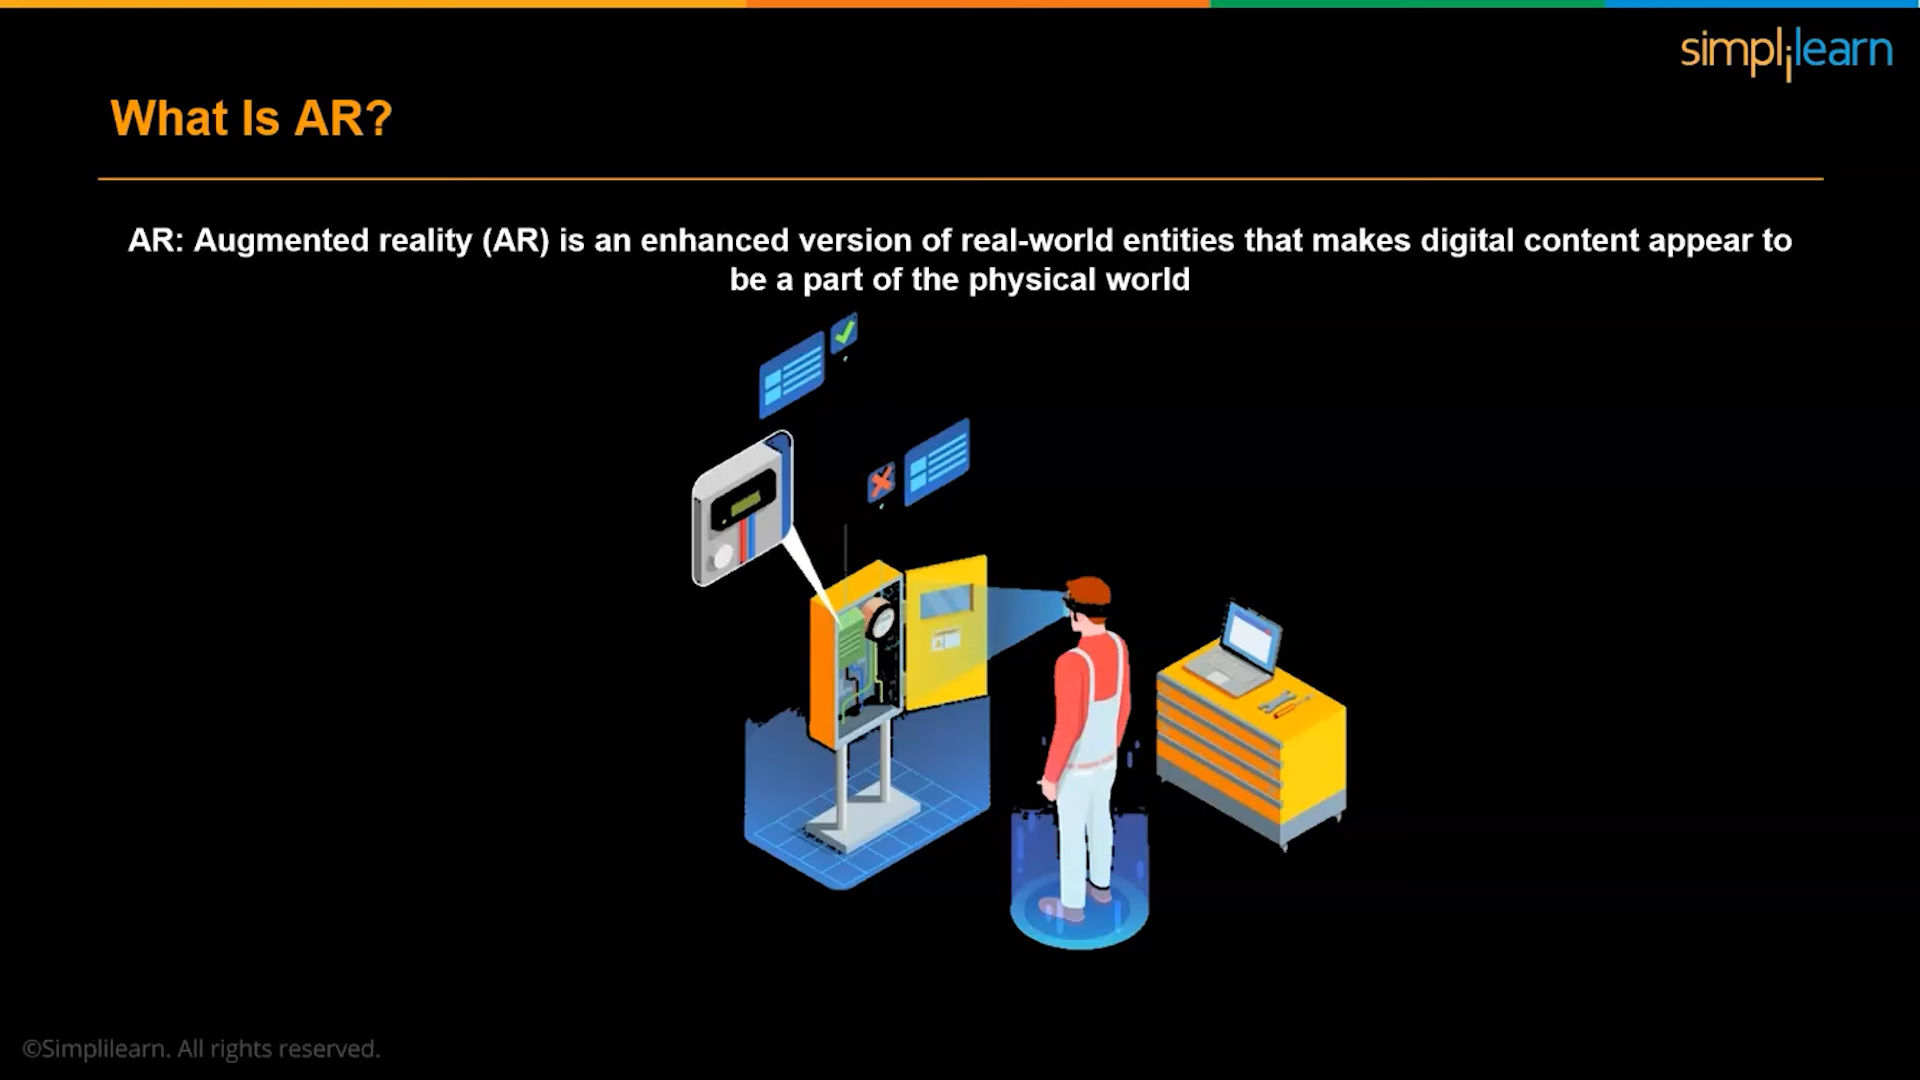 simplilearn
What Is AR?
AR: Augmented reality (AR) is an enhanced version of real-world entities that makes digital content appear to
be a part of the physical world
©Simplilearn. All rights reserved.